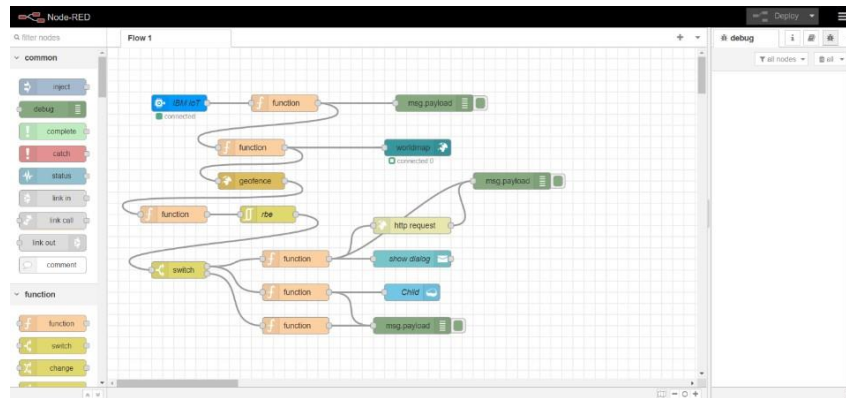 Node-RED
Deploy
filter nodes
Flow 1
debug
i
all nodes
all
common
inject
debug
complete
catch
status
link in
link call
link out
comment
function
function
switch
change
IBM IoT
connected
function
msg.payload
function
worldmap
connected 0
geofence
msg.payload
function
rbe
http request
switch
function
show dialog
function
Child
function
msg.payload